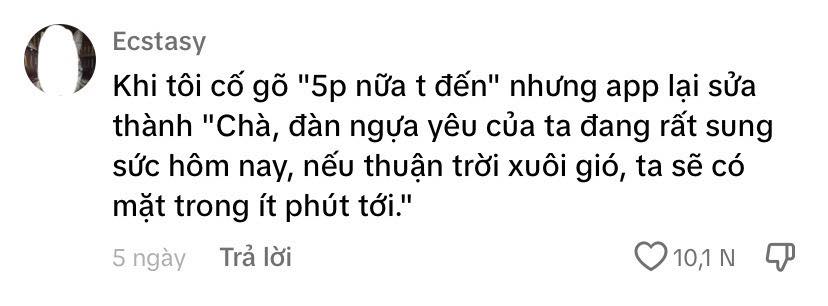 Ecstasy
Khi tôi cố gõ "5p nữa t đến" nhưng app lại sửa
thành "Chà, đàn ngựa yêu của ta đang rất sung
sức hôm nay, nếu thuận trời xuôi gió, ta sẽ có
mặt trong ít phút tới."
5 ngày Trả lời 10,1 N